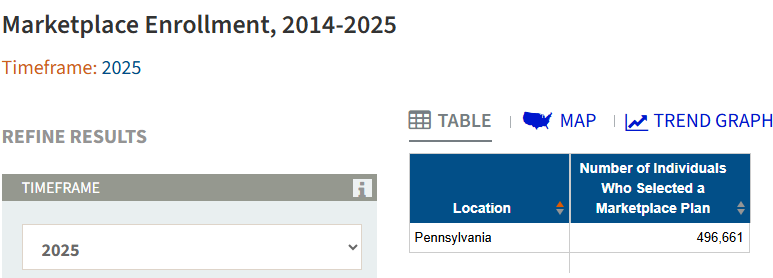 Marketplace Enrollment, 2014-2025
Timeframe: 2025
REFINE RESULTS
TIMEFRAME
2025
TABLE
MAP
TREND GRAPH
Location
Number of Individuals
Who Selected a
Marketplace Plan
Pennsylvania 496,661